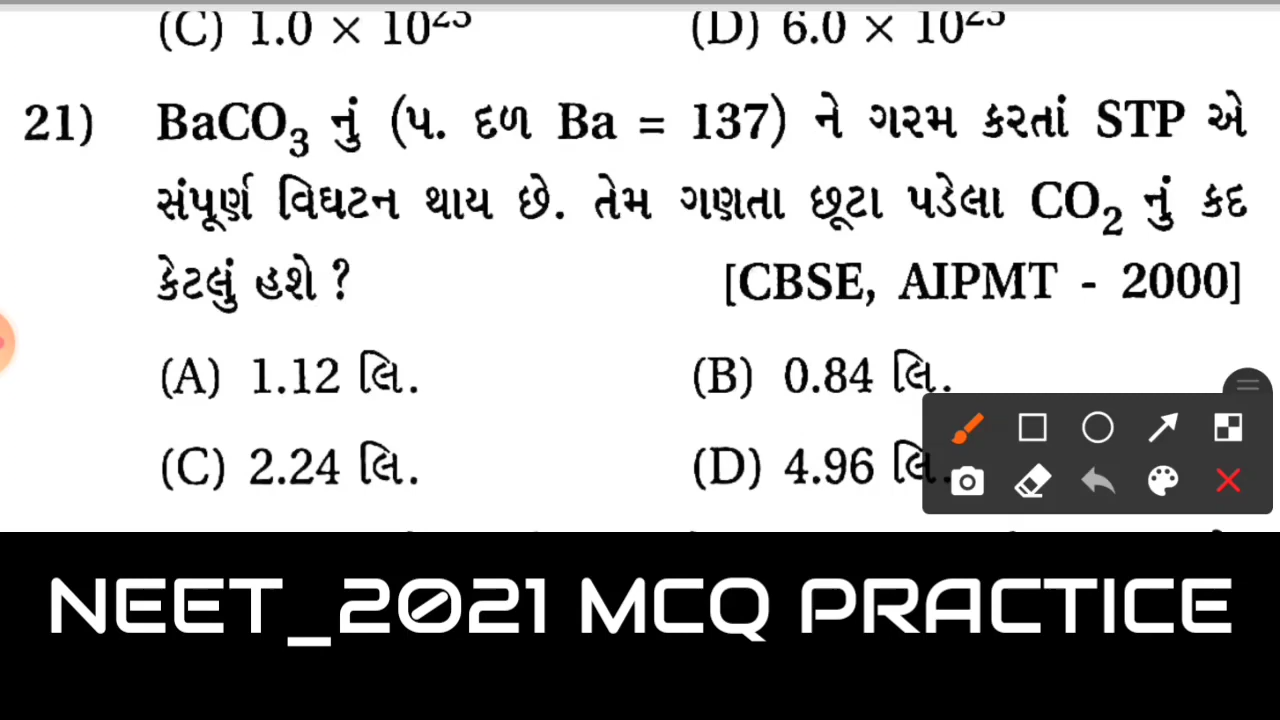 (C) 1.0 × 10²³ (D) 6.0 × 10²³
21) BaCO₃ નું (પ. દળ Ba = 137) ને ગરમ કરતાં STP એ
સંપૂર્ણ વિઘટન થાય છે. તેમ ગણતા છૂટા પડેલા CO₂ નું કદ
કેટલું હશે ? [CBSE, AIPMT - 2000]
(A) 1.12 લિ. (B) 0.84 લિ.
(C) 2.24 લિ. (D) 4.96 લિ.
NEET_2021 MCQ PRACTICE